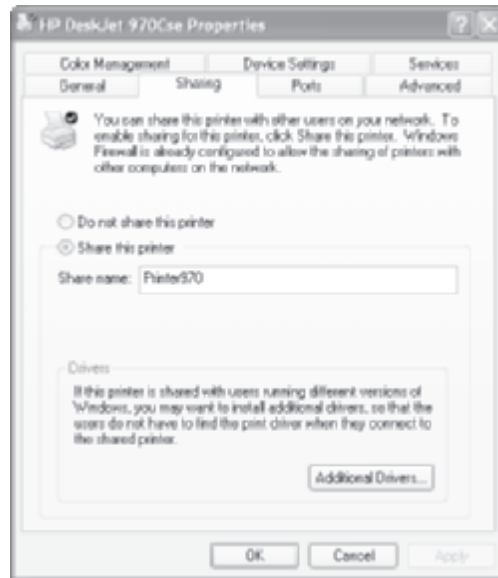 HP DeskJet 970Cse Properties
Color Management Device Settings Services
General Sharing Ports Advanced
You can share this printer with other users on your network. To
enable sharing for this printer, click Share this printer. Windows
Firewall is already configured to allow the sharing of printers with
other computers on the network.
Do not share this printer
Share this printer
Share name: Printer970
Drivers
If this printer is shared with users running different versions of
Windows, you may want to install additional drivers, so that the
users do not have to find the print driver when they connect to
the shared printer.
Additional Drivers...
OK Cancel Apply